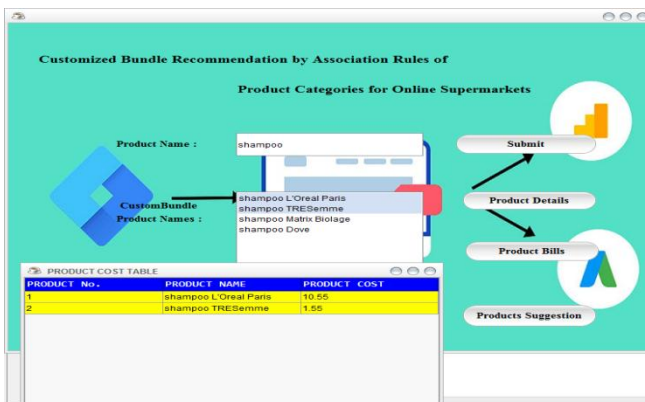 Customized Bundle Recommendation by Association Rules of
Product Categories for Online Supermarkets
Product Name :
shampoo
Submit
CustomBundle
Product Names :
shampoo L'Oreal Paris
shampoo TRESemme
shampoo Matrix Biolage
shampoo Dove
Product Details
Product Bills
Products Suggestion
PRODUCT COST TABLE
PRODUCT No. PRODUCT NAME PRODUCT COST
1 shampoo L'Oreal Paris 10.55
2 shampoo TRESemme 1.55